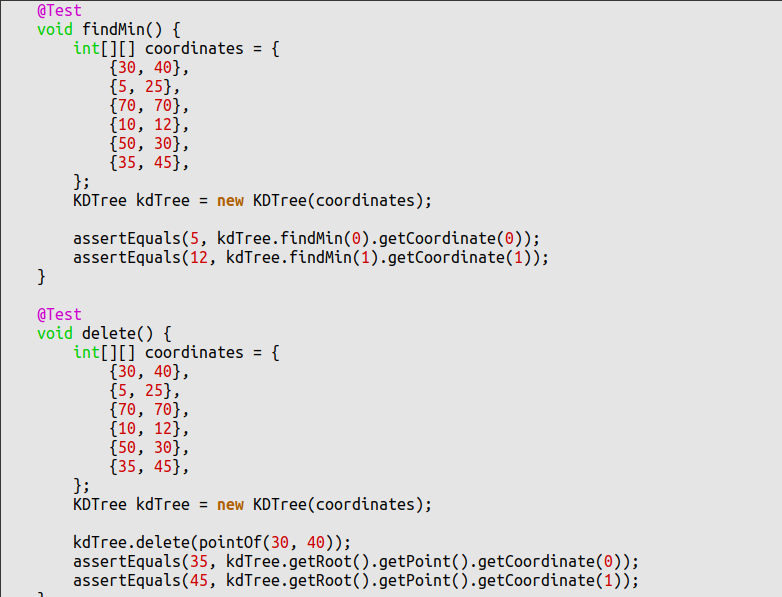 @Test
void findMin() {
int[][] coordinates = {
{30, 40},
{5, 25},
{70, 70},
{10, 12},
{50, 30},
{35, 45},
};
KDTree kdTree = new KDTree(coordinates);
assertEquals(5, kdTree.findMin(0).getCoordinate(0));
assertEquals(12, kdTree.findMin(1).getCoordinate(1));
}
@Test
void delete() {
int[][] coordinates = {
{30, 40},
{5, 25},
{70, 70},
{10, 12},
{50, 30},
{35, 45},
};
KDTree kdTree = new KDTree(coordinates);
kdTree.delete(pointOf(30, 40));
assertEquals(35, kdTree.getRoot().getPoint().getCoordinate(0));
assertEquals(45, kdTree.getRoot().getPoint().getCoordinate(1));
}